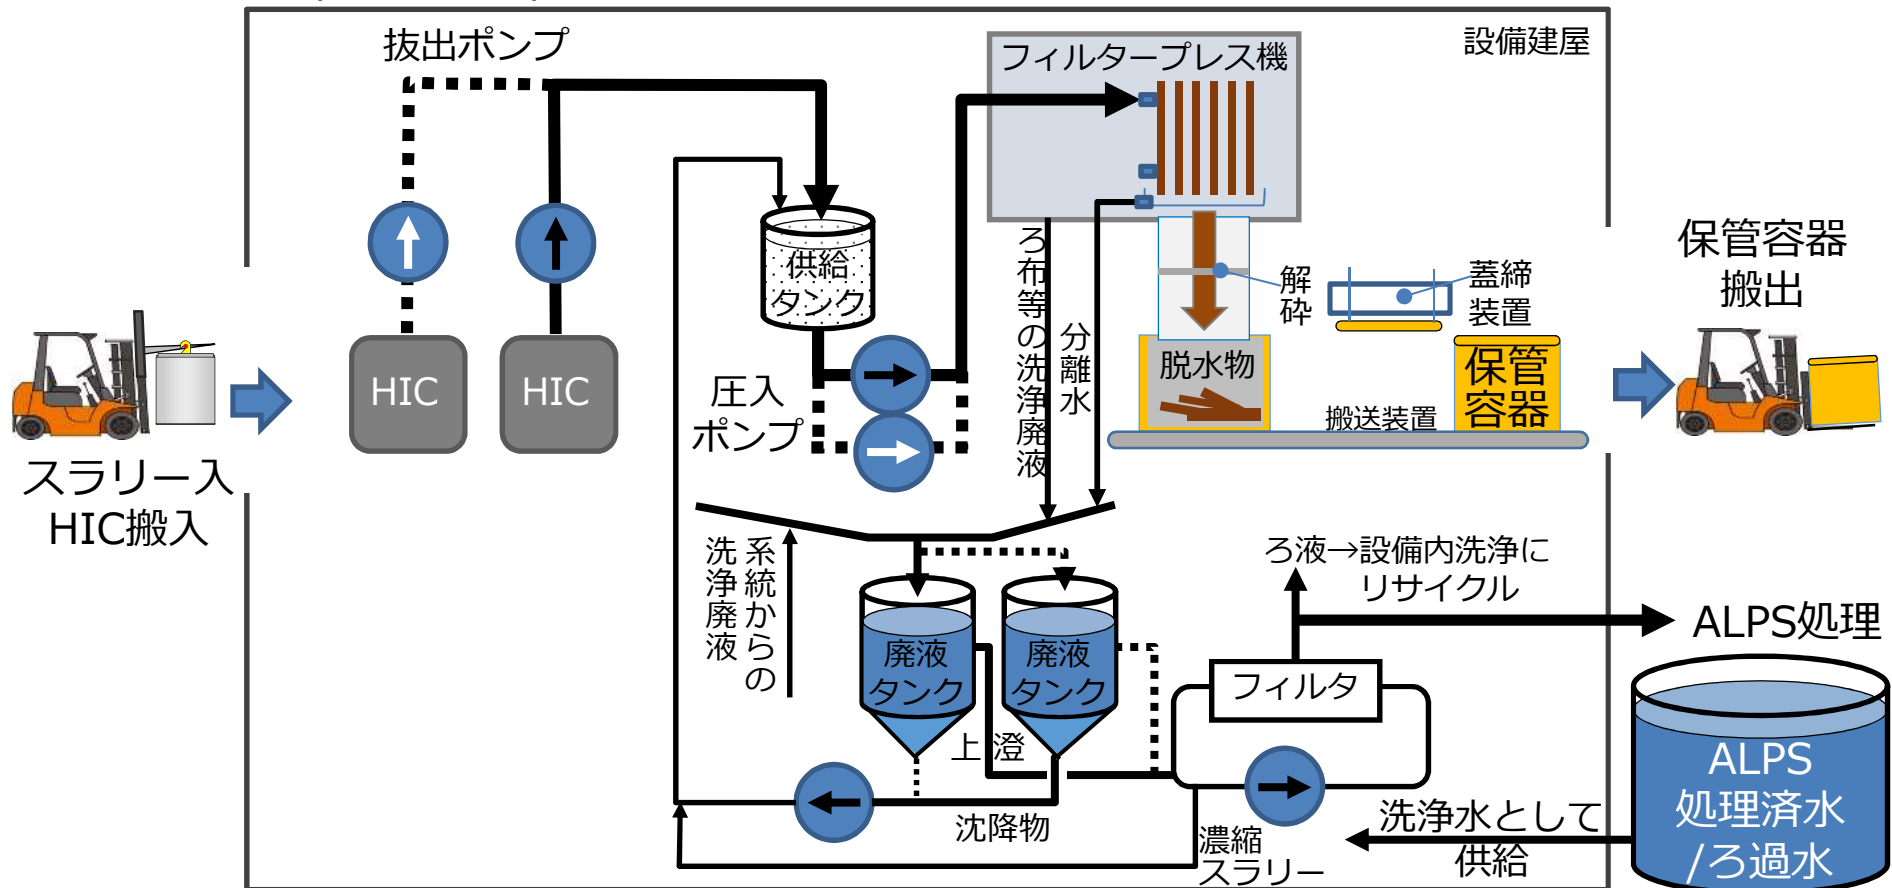 設備建屋
抜出ポンプ
フィルタープレス機
供給
タンク
HIC
HIC
圧入
ポンプ
スラリー入
HIC搬入
ろ布等の洗浄廃液
分離水
解砕
蓋締
装置
脱水物
保管
容器
搬送装置
保管容器
搬出
系統からの
洗浄廃液
廃液
タンク
廃液
タンク
上澄
沈降物
ろ液→設備内洗浄に
リサイクル
フィルタ
濃縮
スラリー
ALPS処理
ALPS
処理済水
/ろ過水
洗浄水として
供給